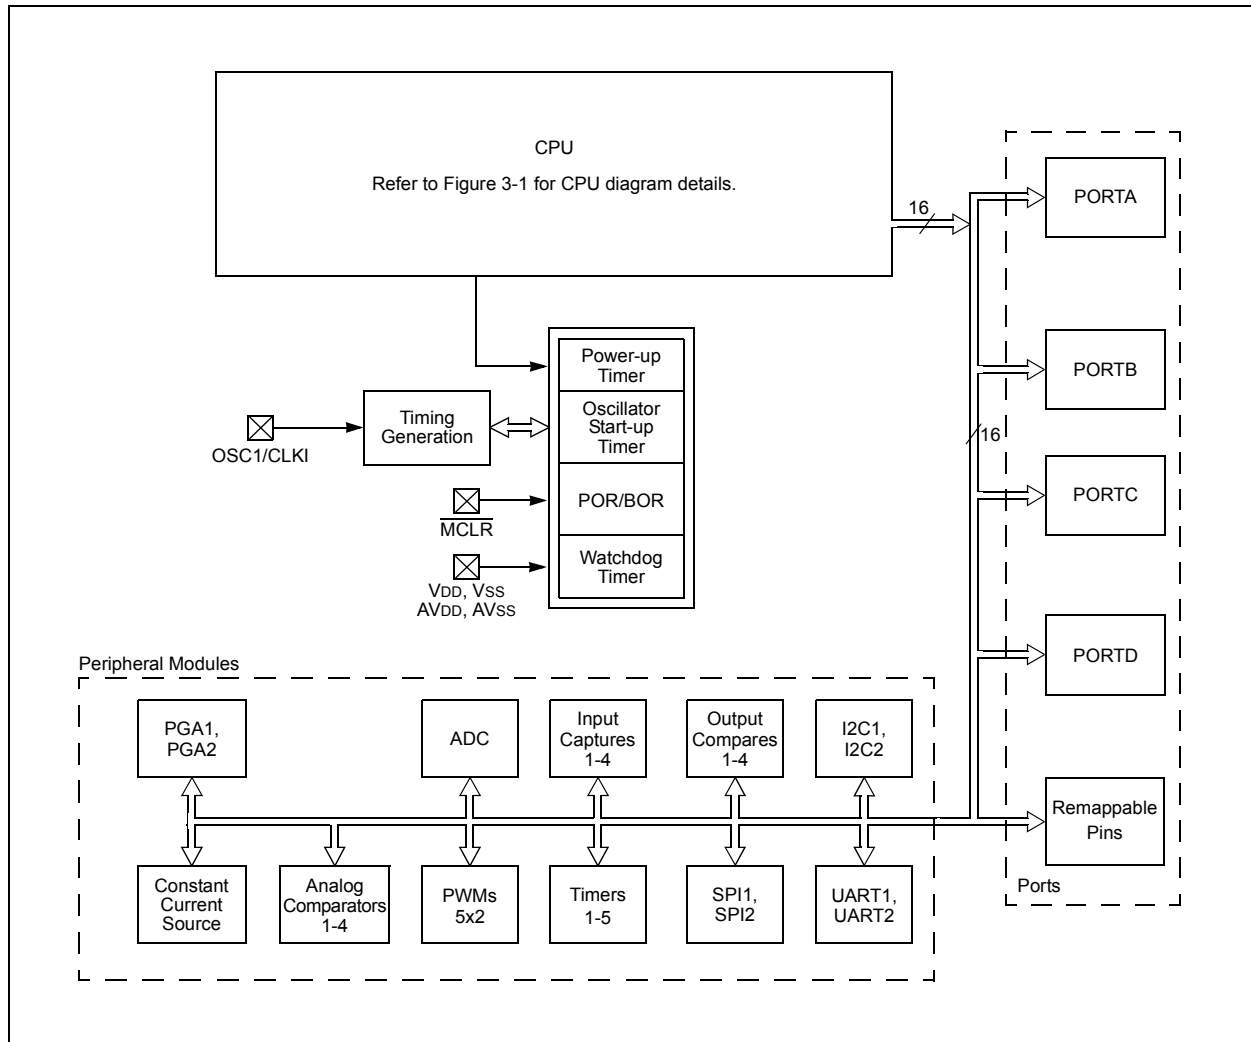 CPU
Refer to Figure 3-1 for CPU diagram details.
16
PORTA
Power-up
Timer
PORTB
Timing
Generation
Oscillator
Start-up
Timer
OSC1/CLKI
16
PORTC
POR/BOR
MCLR
Watchdog
Timer
VDD, VSS
AVDD, AVSS
PORTD
Peripheral Modules
PGA1,
PGA2
ADC
Input
Captures
1-4
Output
Compares
1-4
I2C1,
I2C2
Remappable
Pins
Constant
Current
Source
Analog
Comparators
1-4
PWMs
5x2
Timers
1-5
SPI1,
SPI2
UART1,
UART2
Ports